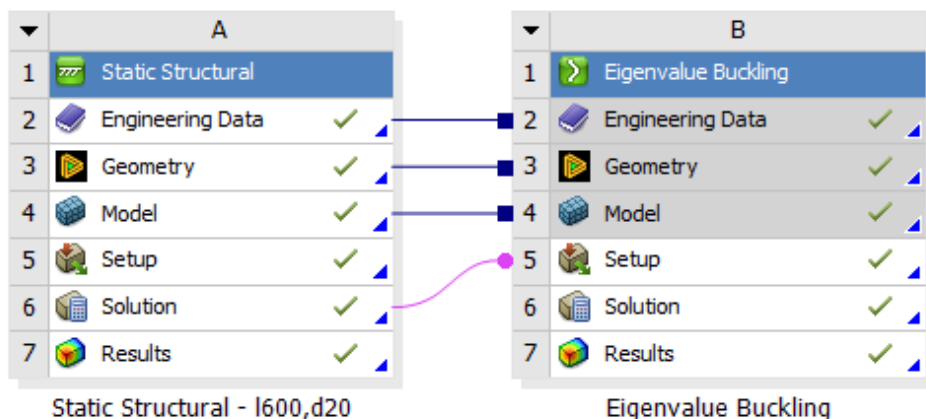 A
1 Static Structural
2 Engineering Data
3 Geometry
4 Model
5 Setup
6 Solution
7 Results
Static Structural - l600,d20
B
1 Eigenvalue Buckling
2 Engineering Data
3 Geometry
4 Model
5 Setup
6 Solution
7 Results
Eigenvalue Buckling